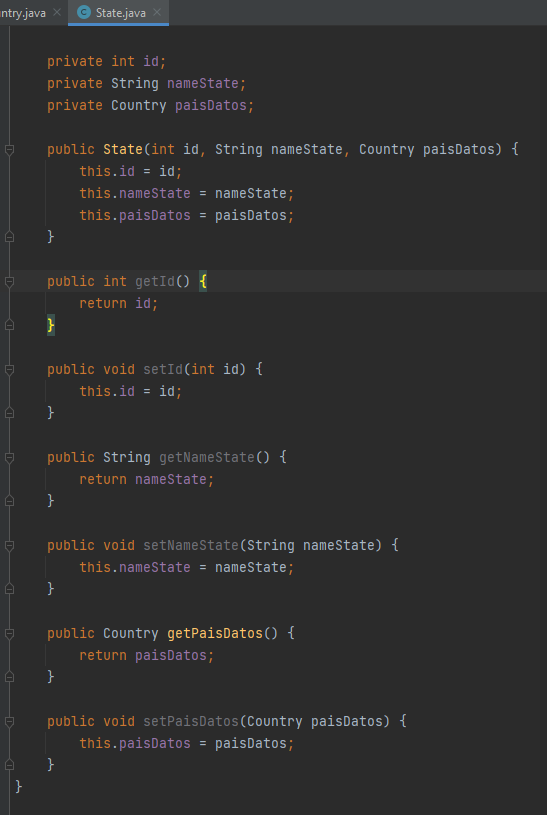 ntry.java State.java
private int id;
private String nameState;
private Country paisDatos;
public State(int id, String nameState, Country paisDatos) {
this.id = id;
this.nameState = nameState;
this.paisDatos = paisDatos;
}
public int getId() {
return id;
}
public void setId(int id) {
this.id = id;
}
public String getNameState() {
return nameState;
}
public void setNameState(String nameState) {
this.nameState = nameState;
}
public Country getPaisDatos() {
return paisDatos;
}
public void setPaisDatos(Country paisDatos) {
this.paisDatos = paisDatos;
}
}